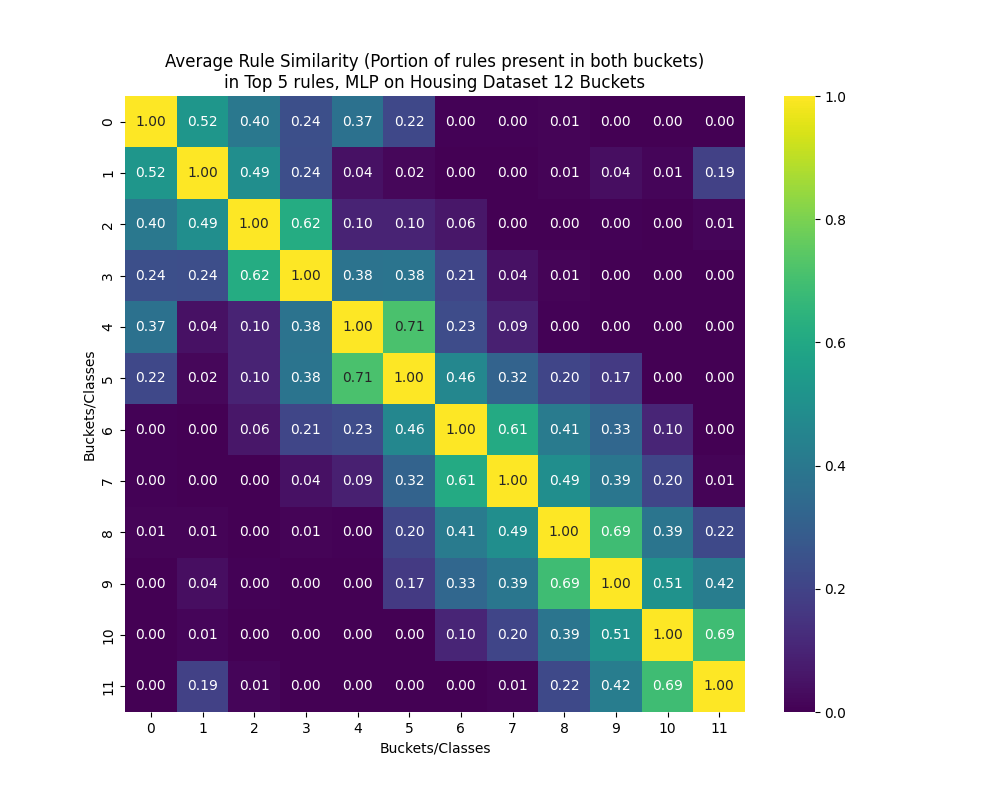 Average Rule Similarity (Portion of rules present in both buckets)
in Top 5 rules, MLP on Housing Dataset 12 Buckets
0 1.00 0.52 0.40 0.24 0.37 0.22 0.00 0.00 0.01 0.00 0.00 0.00
1 0.52 1.00 0.49 0.24 0.04 0.02 0.00 0.00 0.01 0.04 0.01 0.19
2 0.40 0.49 1.00 0.62 0.10 0.10 0.06 0.00 0.00 0.00 0.00 0.01
3 0.24 0.24 0.62 1.00 0.38 0.38 0.21 0.04 0.01 0.00 0.00 0.00
4 0.37 0.04 0.10 0.38 1.00 0.71 0.23 0.09 0.00 0.00 0.00 0.00
5 0.22 0.02 0.10 0.38 0.71 1.00 0.46 0.32 0.20 0.17 0.00 0.00
6 0.00 0.00 0.06 0.21 0.23 0.46 1.00 0.61 0.41 0.33 0.10 0.00
7 0.00 0.00 0.00 0.04 0.09 0.32 0.61 1.00 0.49 0.39 0.20 0.01
8 0.01 0.01 0.00 0.01 0.00 0.20 0.41 0.49 1.00 0.69 0.39 0.22
9 0.00 0.04 0.00 0.00 0.00 0.17 0.33 0.39 0.69 1.00 0.51 0.42
10 0.00 0.01 0.00 0.00 0.00 0.00 0.10 0.20 0.39 0.51 1.00 0.69
11 0.00 0.19 0.01 0.00 0.00 0.00 0.00 0.01 0.22 0.42 0.69 1.00
0 1 2 3 4 5 6 7 8 9 10 11
Buckets/Classes
Buckets/Classes
1.0
0.8
0.6
0.4
0.2
0.0